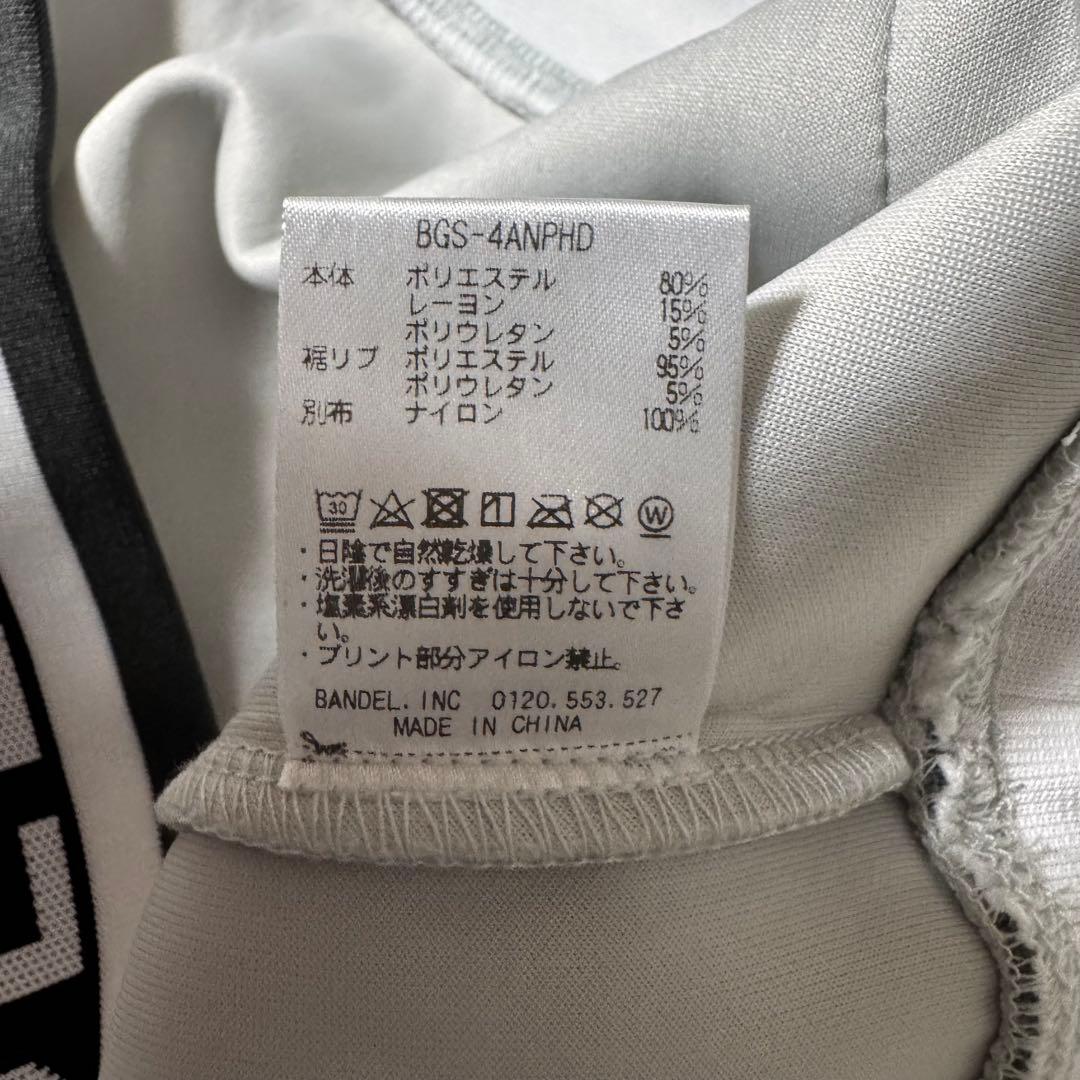 BGS-4ANPHD
本体 ポリエステル 80%
レーヨン 15%
ポリウレタン 5%
裾リブ ポリエステル 95%
ポリウレタン 5%
別布 ナイロン 100%
30 W
・日陰で自然乾燥して下さい。
・洗濯後のすすぎは十分して下さい。
・塩素系漂白剤を使用しないで下さ
い。
・プリント部分アイロン禁止。
BANDEL.INC 0120.553.527
MADE IN CHINA